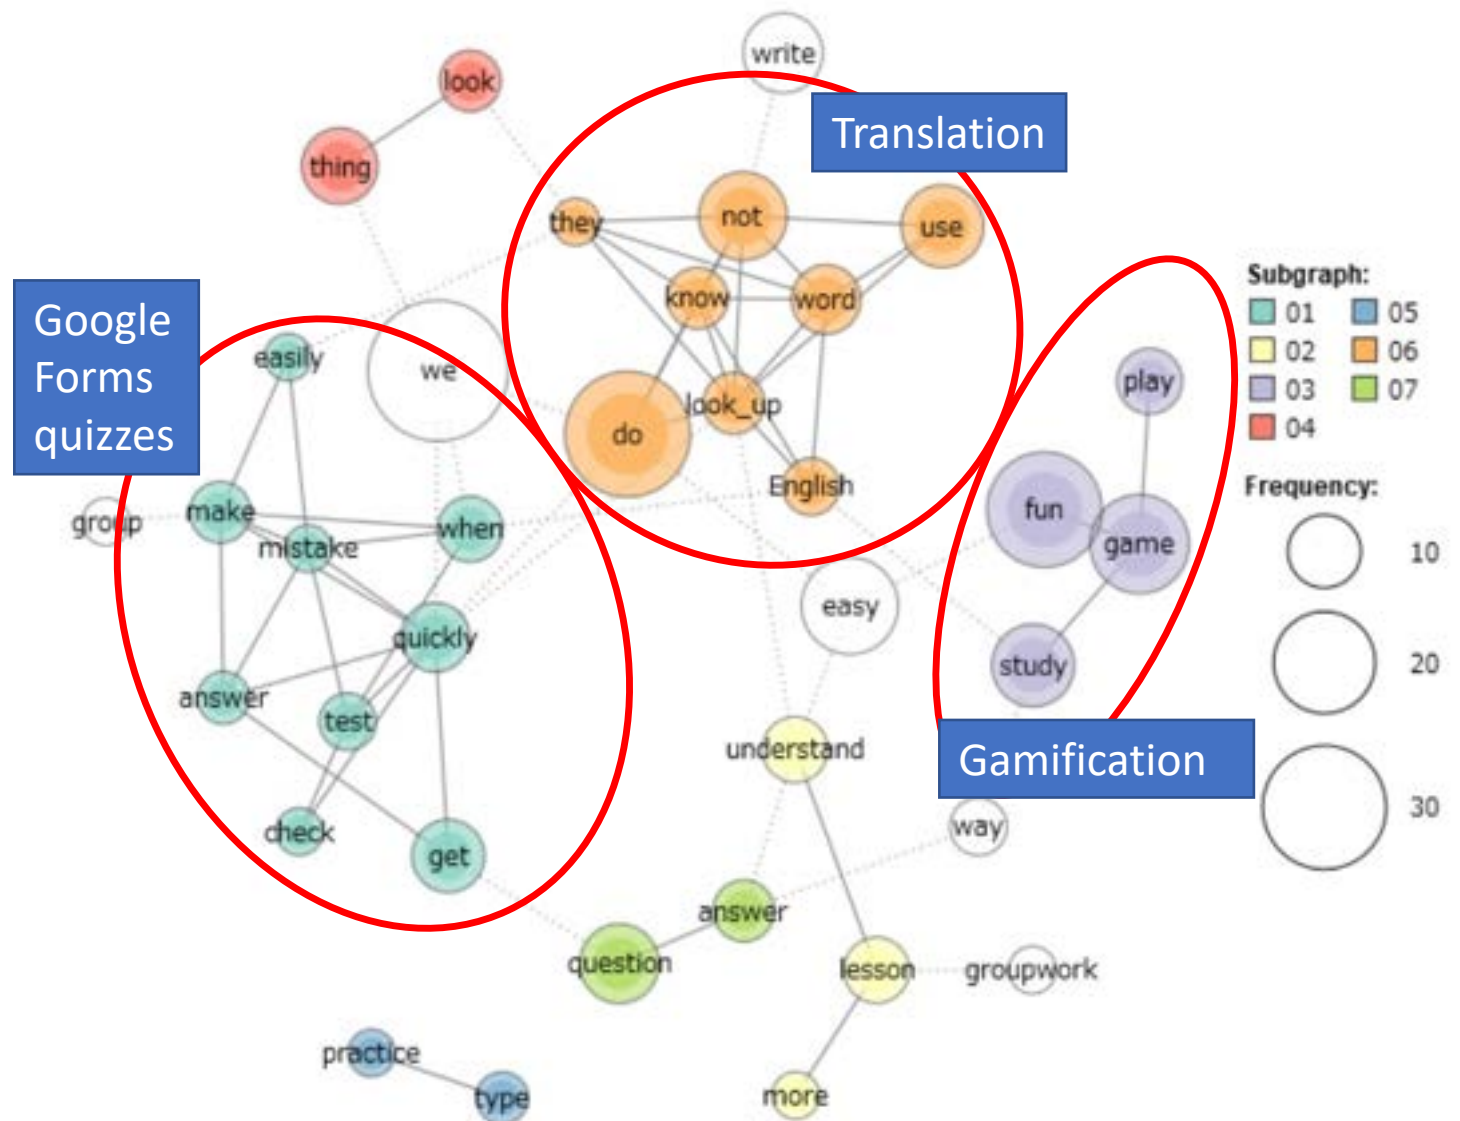 write
look
Translation
thing
they
not
use
know
word
Google
Forms
quizzes
easily
we
look_up
do
English
play
fun
game
group
make
mistake
when
quickly
easy
study
answer
test
check
get
understand
Gamification
way
answer
question
lesson
groupwork
practice
type
more
Subgraph:
01 05
02 06
03 07
04
Frequency:
10
20
30